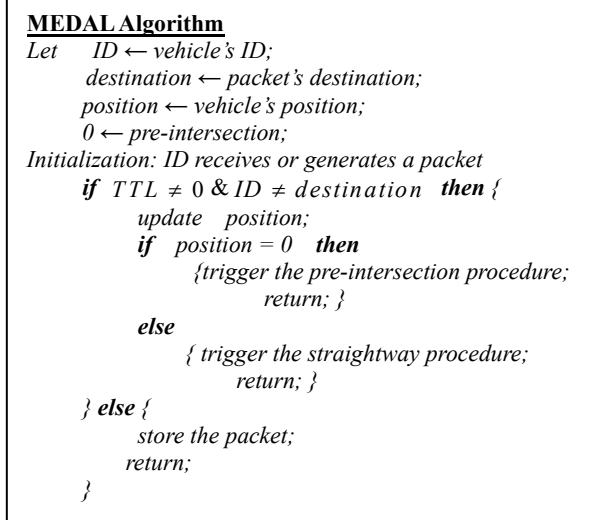 MEDAL Algorithm
Let ID ← vehicle's ID;
destination ← packet's destination;
position ← vehicle's position;
0 ← pre-intersection;
Initialization: ID receives or generates a packet
if TTL ≠ 0 & ID ≠ destination then {
update position;
if position = 0 then
{trigger the pre-intersection procedure;
return; }
else
{ trigger the straightway procedure;
return; }
} else {
store the packet;
return;
}